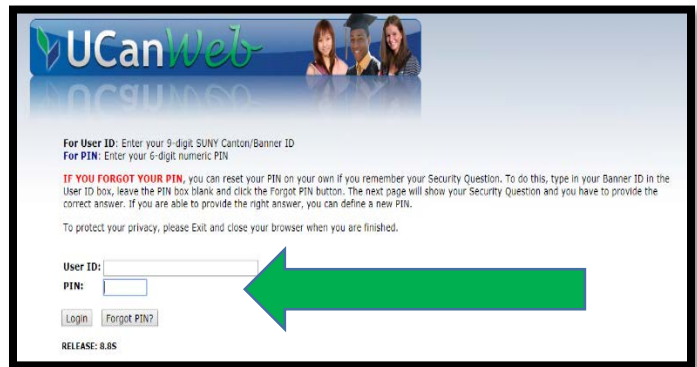 UCanWeb
For User ID: Enter your 9-digit SUNY Canton/Banner ID
For PIN: Enter your 6-digit numeric PIN
IF YOU FORGOT YOUR PIN, you can reset your PIN on your own if you remember your Security Question. To do this, type in your Banner ID in the
User ID box, leave the PIN box blank and click the Forgot PIN button. The next page will show your Security Question and you have to provide the
correct answer. If you are able to provide the right answer, you can define a new PIN.
To protect your privacy, please Exit and close your browser when you are finished.
User ID:
PIN:
Login Forgot PIN?
RELEASE: 8.8S